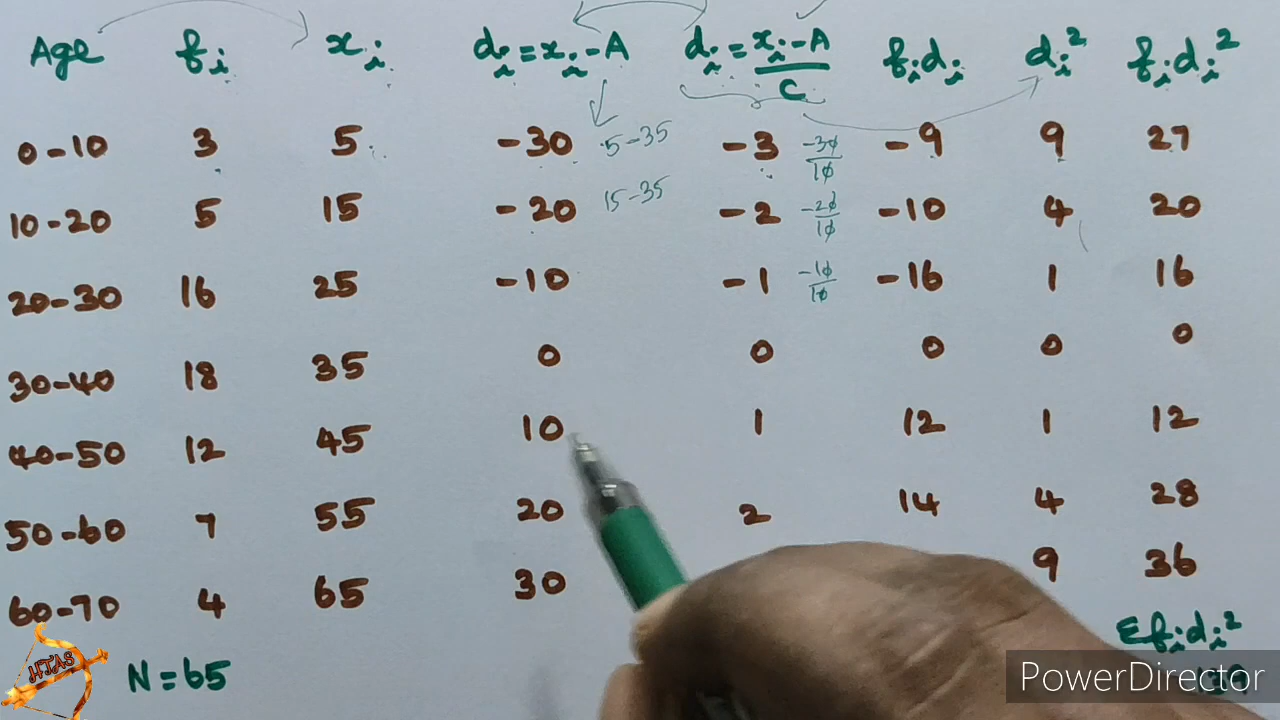 Age fi xi di = xi - A di = xi - A / C fidi di² fidi²
0-10 3 5 -30 5-35 -3 -30/10 -9 9 27
10-20 5 15 -20 15-35 -2 -20/10 -10 4 20
20-30 16 25 -10 -1 -10/10 -16 1 16
30-40 18 35 0 0 0 0 0
40-50 12 45 10 1 12 1 12
50-60 7 55 20 2 14 4 28
60-70 4 65 30 9 36
Σfidi²
N = 65
HTAS
PowerDirector